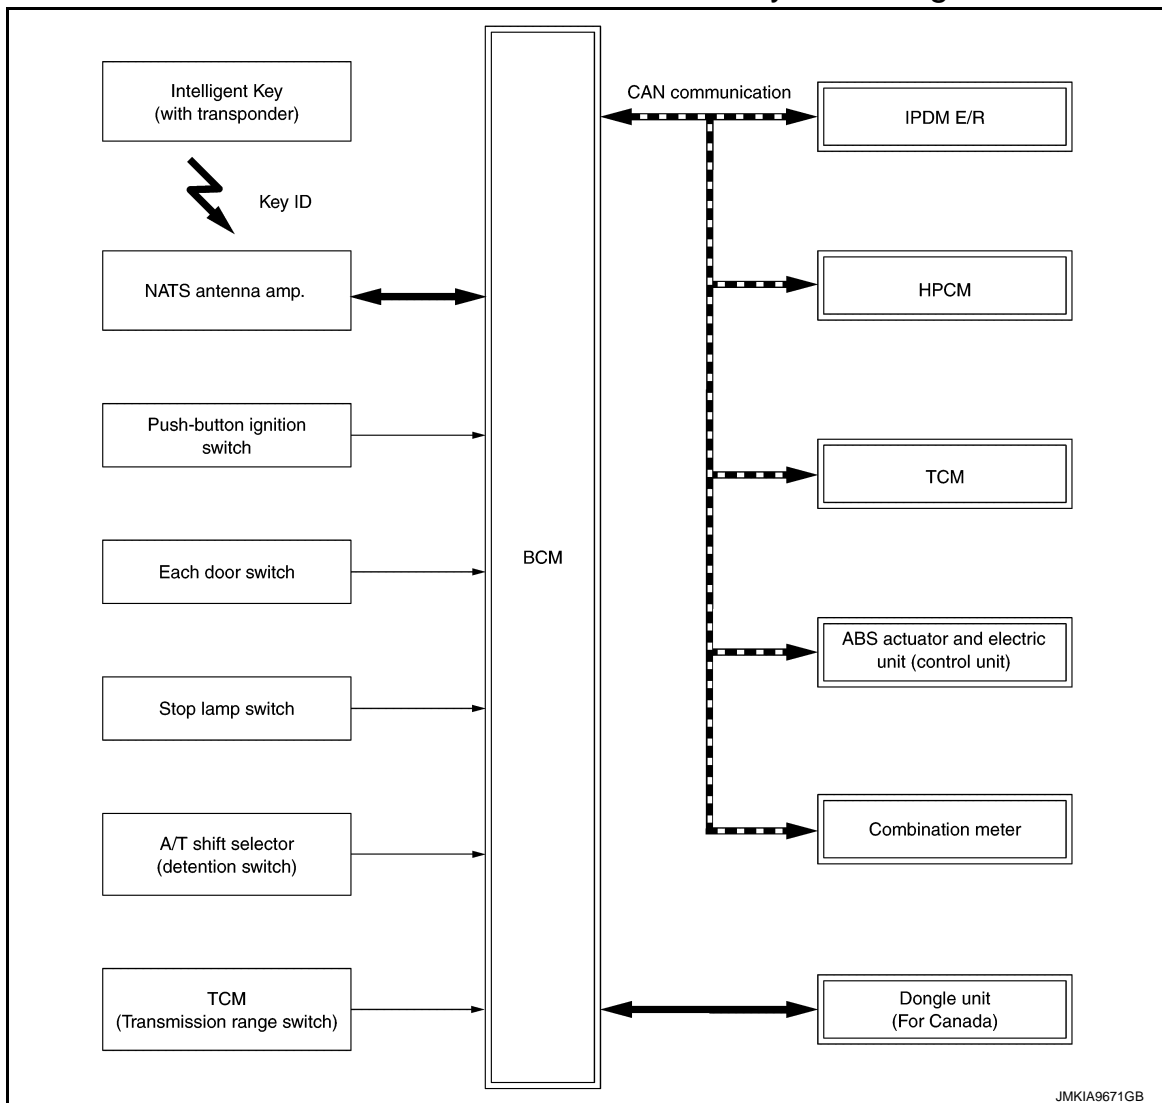 Intelligent Key
(with transponder)
Key ID
NATS antenna amp.
Push-button ignition
switch
Each door switch
Stop lamp switch
A/T shift selector
(detention switch)
TCM
(Transmission range switch)
BCM
CAN communication
IPDM E/R
HPCM
TCM
ABS actuator and electric
unit (control unit)
Combination meter
Dongle unit
(For Canada)
JMKIA9671GB